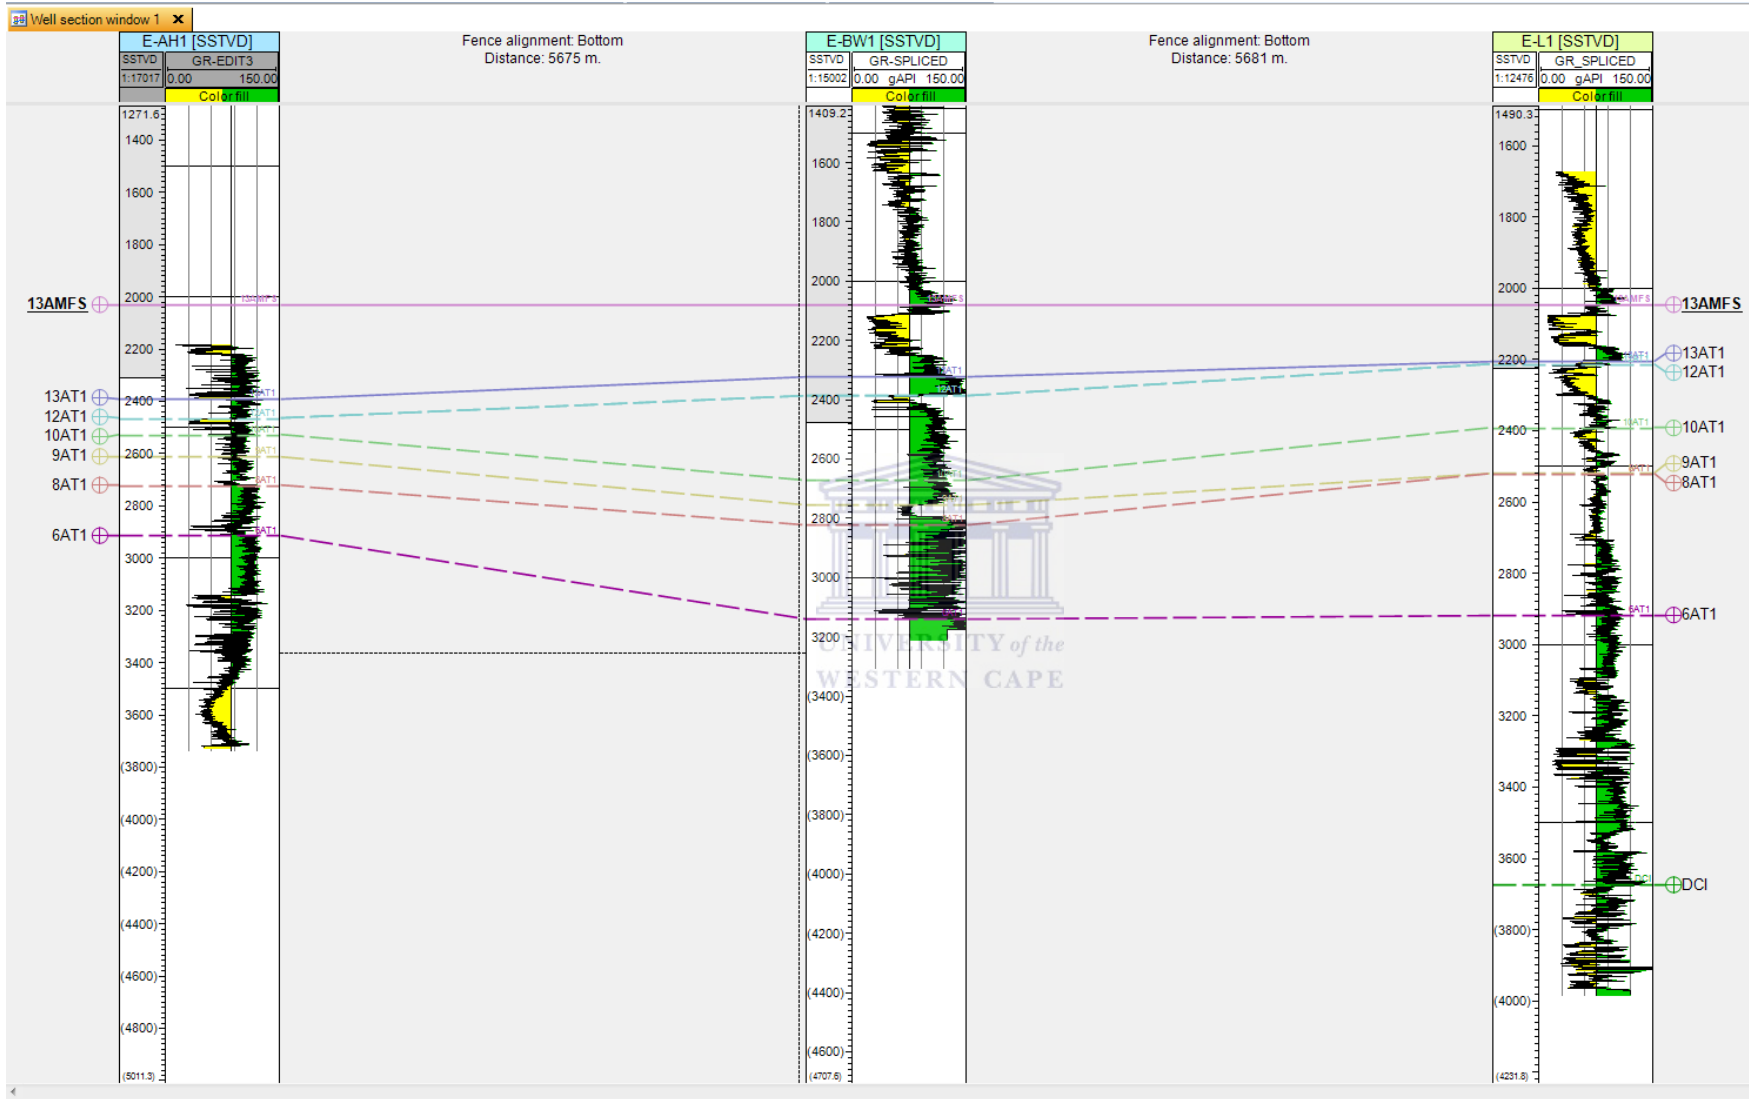 Well section window 1
E-AH1 [SSTVD]
SSTVD GR-EDIT3
1:17017 0.00 150.00
Color fill
Fence alignment: Bottom
Distance: 5675 m.
E-BW1 [SSTVD]
SSTVD GR-SPLICED
1:15002 0.00 gAPI 150.00
Color fill
Fence alignment: Bottom
Distance: 5681 m.
E-L1 [SSTVD]
SSTVD GR_SPLICED
1:12476 0.00 gAPI 150.00
Color fill
13AMFS
13AT1
12AT1
10AT1
9AT1
8AT1
6AT1
1271.6
1400
1600
1800
2000
2200
2400
2600
2800
3000
3200
3400
3600
(3800)
(4000)
(4200)
(4400)
(4600)
(4800)
(5011.3)
1409.2
1600
1800
2000
2200
2400
2600
2800
3000
3200
(3400)
(3600)
(3800)
(4000)
(4200)
(4400)
(4600)
(4707.6)
UNIVERSITY of the
WESTERN CAPE
1490.3
1600
1800
2000
2200
2400
2600
2800
3000
3200
3400
3600
(3800)
(4000)
(4231.8)
13AMFS
13AT1
12AT1
10AT1
9AT1
8AT1
6AT1
DCI